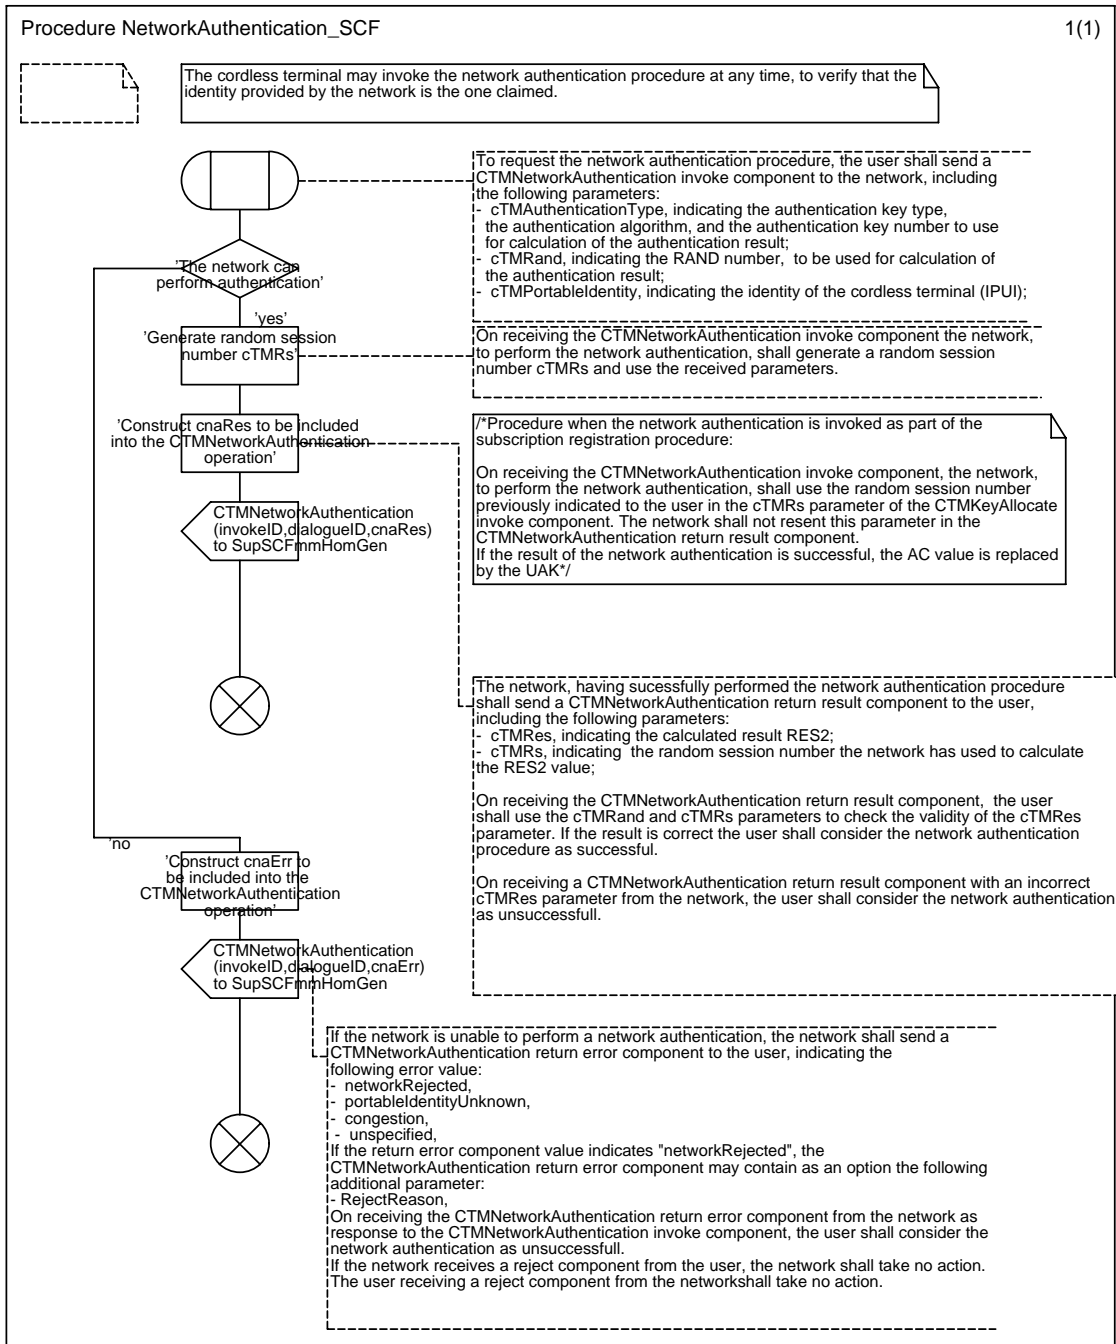 Procedure NetworkAuthentication_SCF 1(1)
The cordless terminal may invoke the network authentication procedure at any time, to verify that the
identity provided by the network is the one claimed.
To request the network authentication procedure, the user shall send a
CTMNetworkAuthentication invoke component to the network, including
the following parameters:
- cTMAuthenticationType, indicating the authentication key type,
the authentication algorithm, and the authentication key number to use
for calculation of the authentication result;
- cTMRand, indicating the RAND number, to be used for calculation of
the authentication result;
- cTMPortableIdentity, indicating the identity of the cordless terminal (IPUI);
'The network can
perform authentication'
'yes'
'Generate random session
number cTMRs'
On receiving the CTMNetworkAuthentication invoke component the network,
to perform the network authentication, shall generate a random session
number cTMRs and use the received parameters.
'Construct cnaRes to be included
into the CTMNetworkAuthentication
operation'
/*Procedure when the network authentication is invoked as part of the
subscription registration procedure:
On receiving the CTMNetworkAuthentication invoke component, the network,
to perform the network authentication, shall use the random session number
previously indicated to the user in the cTMRs parameter of the CTMKeyAllocate
invoke component. The network shall not resent this parameter in the
CTMNetworkAuthentication return result component.
If the result of the network authentication is successful, the AC value is replaced
by the UAK*/
CTMNetworkAuthentication
(invokeID,dialogueID,cnaRes)
to SupSCFmmHomGen
The network, having sucessfully performed the network authentication procedure
shall send a CTMNetworkAuthentication return result component to the user,
including the following parameters:
- cTMRes, indicating the calculated result RES2;
- cTMRs, indicating the random session number the network has used to calculate
the RES2 value;
On receiving the CTMNetworkAuthentication return result component, the user
shall use the cTMRand and cTMRs parameters to check the validity of the cTMRes
parameter. If the result is correct the user shall consider the network authentication
procedure as successful.
On receiving a CTMNetworkAuthentication return result component with an incorrect
cTMRes parameter from the network, the user shall consider the network authentication
as unsuccessfull.
'no
'Construct cnaErr to
be included into the
CTMNetworkAuthentication
operation'
CTMNetworkAuthentication
(invokeID,dialogueID,cnaErr)
to SupSCFmmHomGen
If the network is unable to perform a network authentication, the network shall send a
CTMNetworkAuthentication return error component to the user, indicating the
following error value:
- networkRejected,
- portableIdentityUnknown,
- congestion,
- unspecified,
If the return error component value indicates "networkRejected", the
CTMNetworkAuthentication return error component may contain as an option the following
additional parameter:
- RejectReason,
On receiving the CTMNetworkAuthentication return error component from the network as
response to the CTMNetworkAuthentication invoke component, the user shall consider the
network authentication as unsuccessfull.
If the network receives a reject component from the user, the network shall take no action.
The user receiving a reject component from the networkshall take no action.